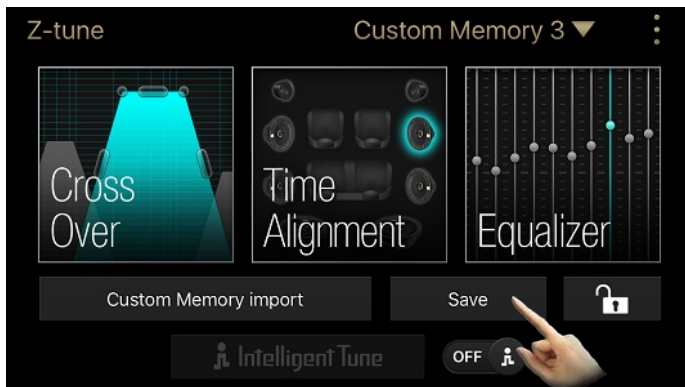 Z-tune
Custom Memory 3
Cross
Over
Time
Alignment
Equalizer
Custom Memory import
Save
Intelligent Tune
OFF